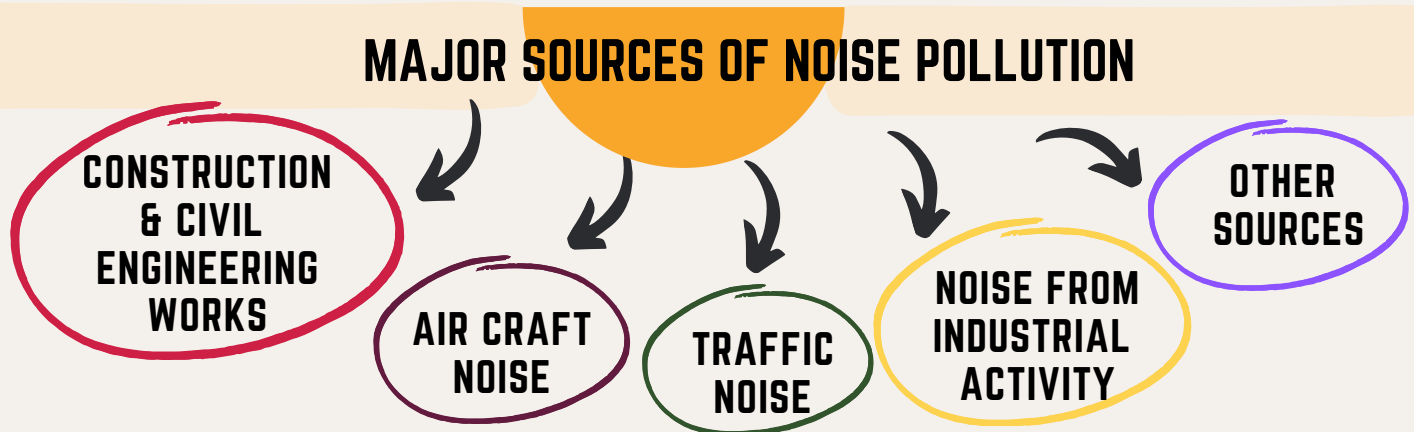 MAJOR SOURCES OF NOISE POLLUTION
CONSTRUCTION
& CIVIL
ENGINEERING
WORKS
AIR CRAFT
NOISE
TRAFFIC
NOISE
NOISE FROM
INDUSTRIAL
ACTIVITY
OTHER
SOURCES